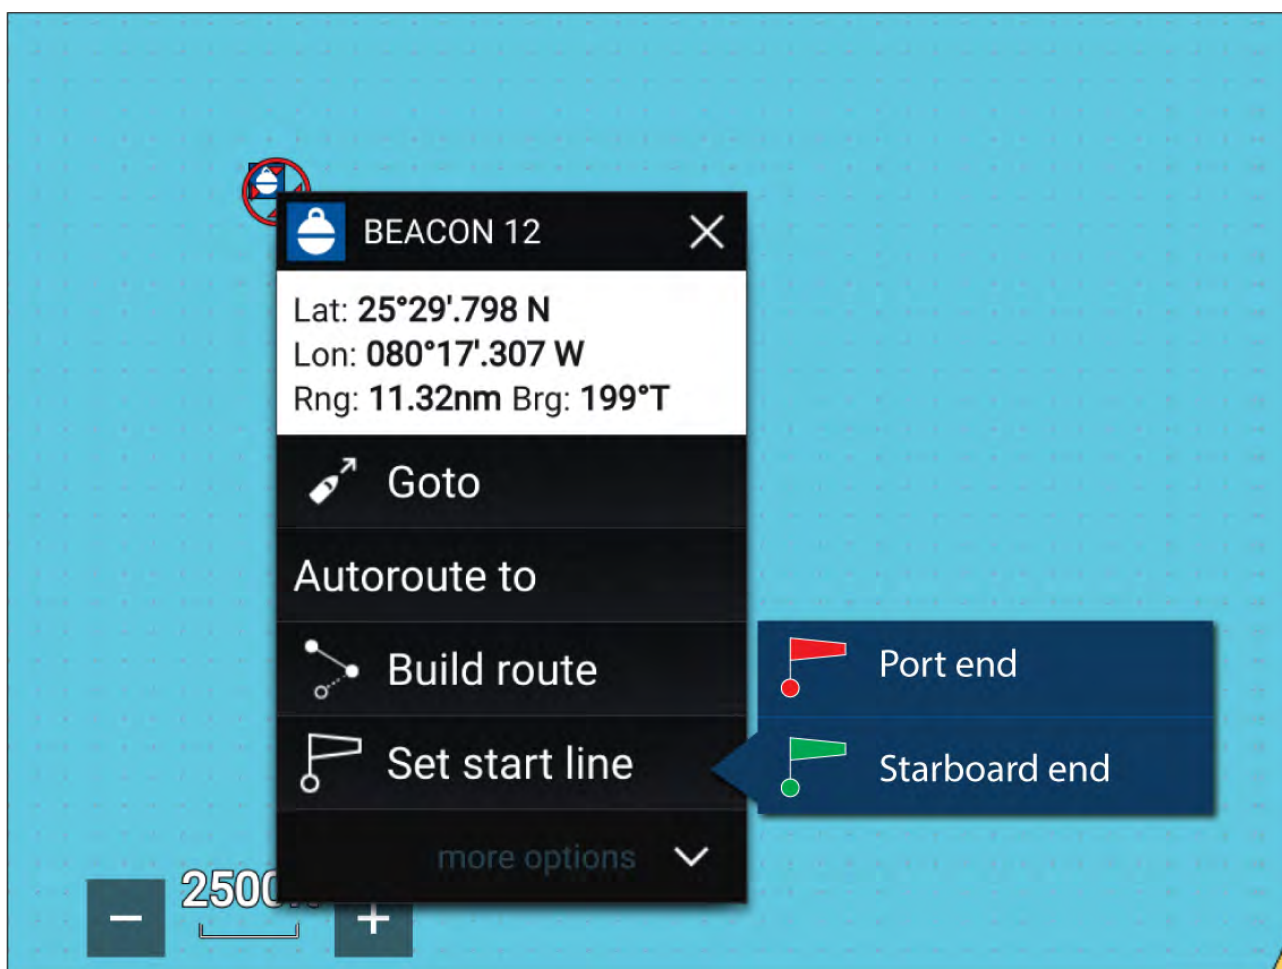 BEACON 12
Lat: 25°29'.798 N
Lon: 080°17'.307 W
Rng: 11.32nm Brg: 199°T
Goto
Autoroute to
Build route
Set start line
Port end
Starboard end
more options
2500